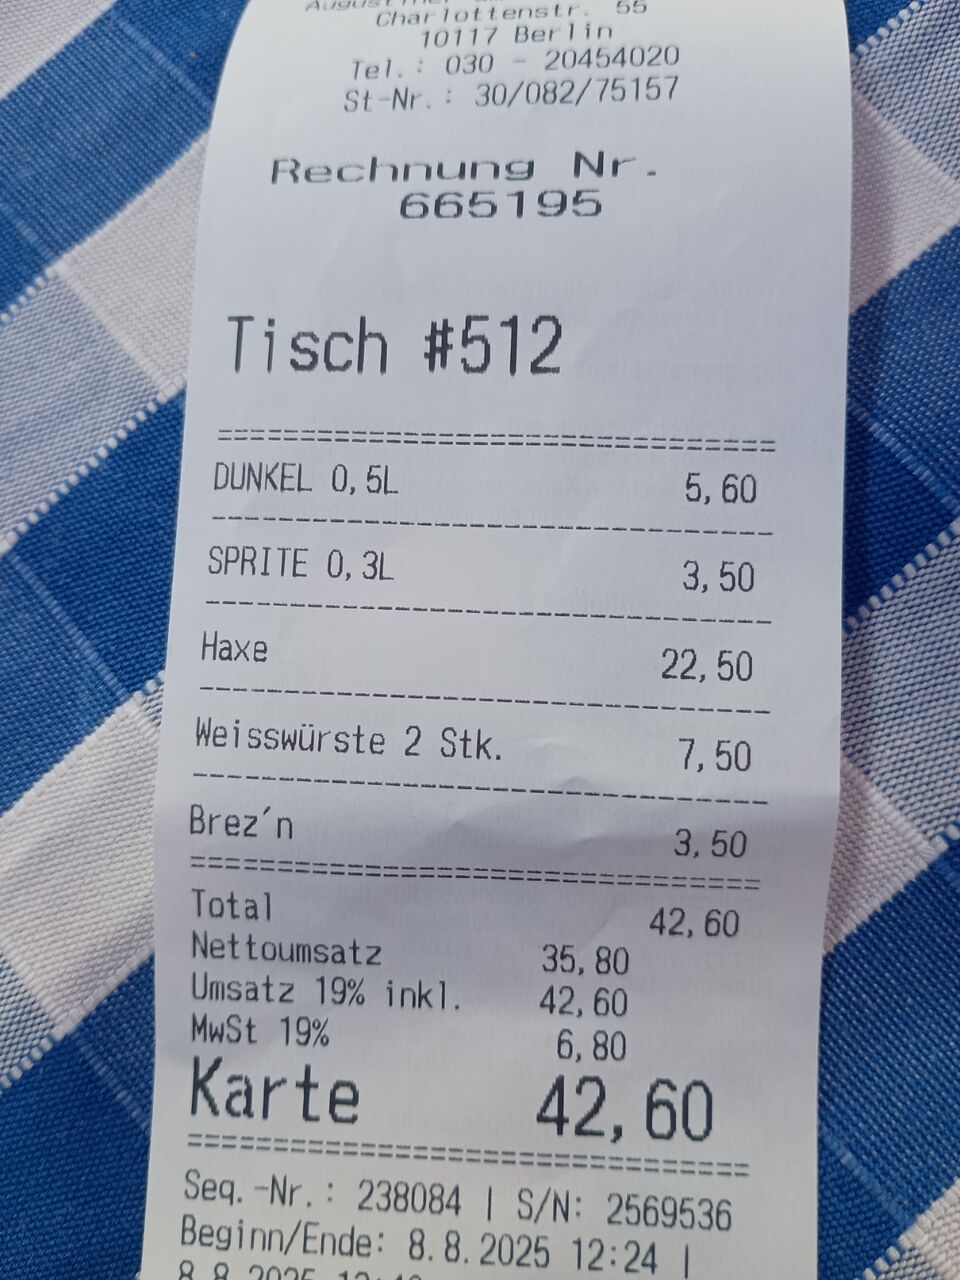 Charlottenstr. 55
10117 Berlin
Tel.: 030 - 20454020
St-Nr.: 30/082/75157
Rechnung Nr.
665195
Tisch #512
DUNKEL 0,5L 5,60
SPRITE 0,3L 3,50
Haxe 22,50
Weisswürste 2 Stk. 7,50
Brez´n 3,50
Total 42,60
Nettoumsatz 35,80
Umsatz 19% inkl. 42,60
MwSt 19% 6,80
Karte 42,60
Seq.-Nr.: 238084 | S/N: 2569536
Beginn/Ende: 8.8.2025 12:24 |
8.8.2025